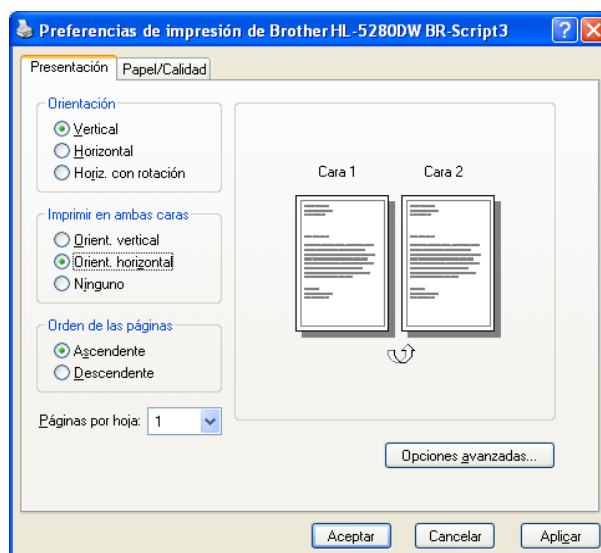 Preferencias de impresión de Brother HL-5280DW BR-Script3
Presentación
Papel/Calidad
Orientación
Vertical
Horizontal
Horiz. con rotación
Imprimir en ambas caras
Orient. vertical
Orient. horizontal
Ninguno
Orden de las páginas
Ascendente
Descendente
Páginas por hoja: 1
Cara 1
Cara 2
Opciones avanzadas...
Aceptar
Cancelar
Aplicar